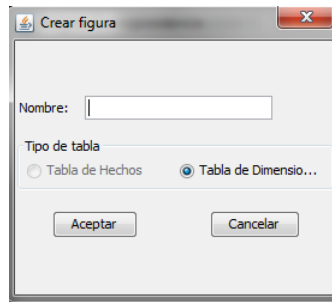 Crear figura
Nombre:
Tipo de tabla
Tabla de Hechos
Tabla de Dimensio...
Aceptar
Cancelar